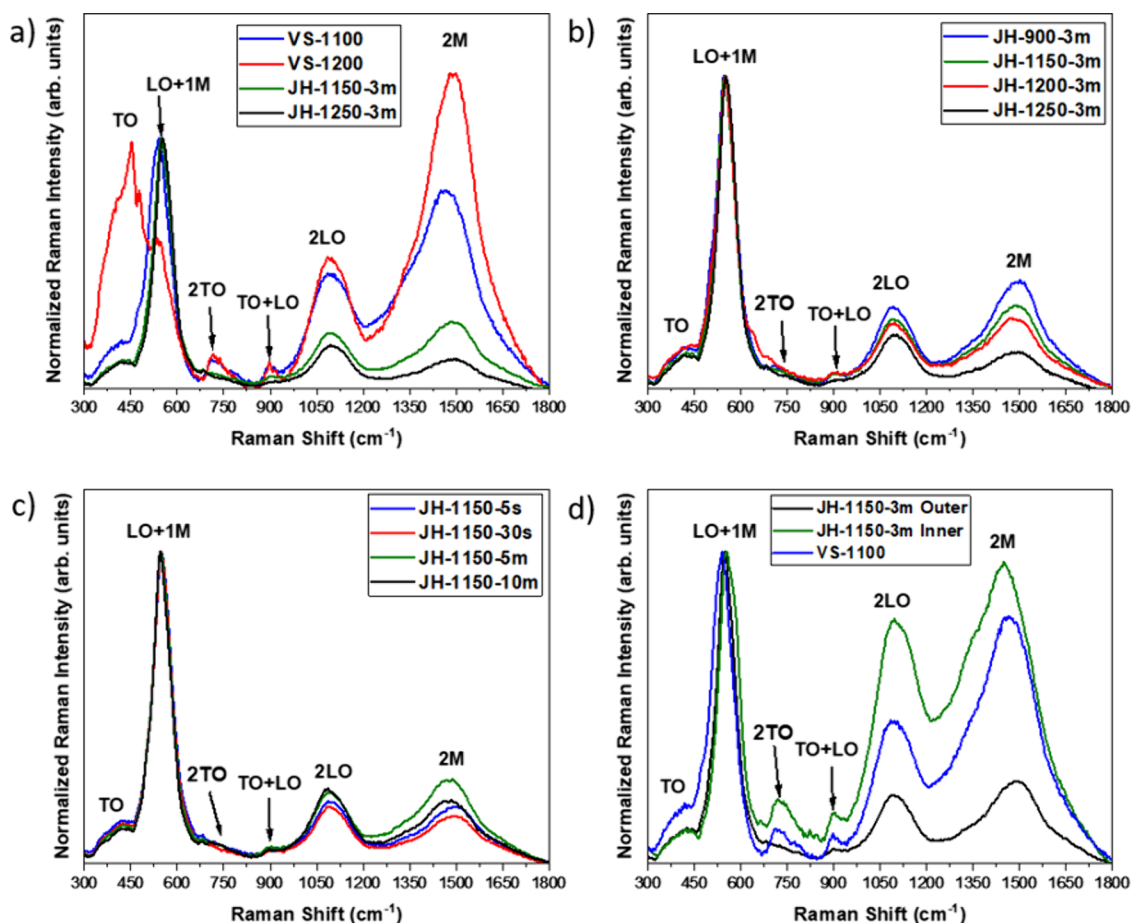 a)
VS-1100
VS-1200
JH-1150-3m
JH-1250-3m
2M
LO+1M
TO
2LO
2TO
TO+LO
Normalized Raman Intensity (arb. units)
300 450 600 750 900 1050 1200 1350 1500 1650 1800
Raman Shift (cm⁻¹)
b)
JH-900-3m
JH-1150-3m
JH-1200-3m
JH-1250-3m
LO+1M
2M
2LO
2TO
TO+LO
TO
Normalized Raman Intensity (arb. units)
300 450 600 750 900 1050 1200 1350 1500 1650 1800
Raman Shift (cm⁻¹)
c)
JH-1150-5s
JH-1150-30s
JH-1150-5m
JH-1150-10m
LO+1M
2M
2LO
2TO
TO+LO
TO
Normalized Raman Intensity (arb. units)
300 450 600 750 900 1050 1200 1350 1500 1650 1800
Raman Shift (cm⁻¹)
d)
JH-1150-3m Outer
JH-1150-3m Inner
VS-1100
LO+1M
2M
2LO
2TO
TO+LO
TO
Normalized Raman Intensity (arb. units)
300 450 600 750 900 1050 1200 1350 1500 1650 1800
Raman Shift (cm⁻¹)